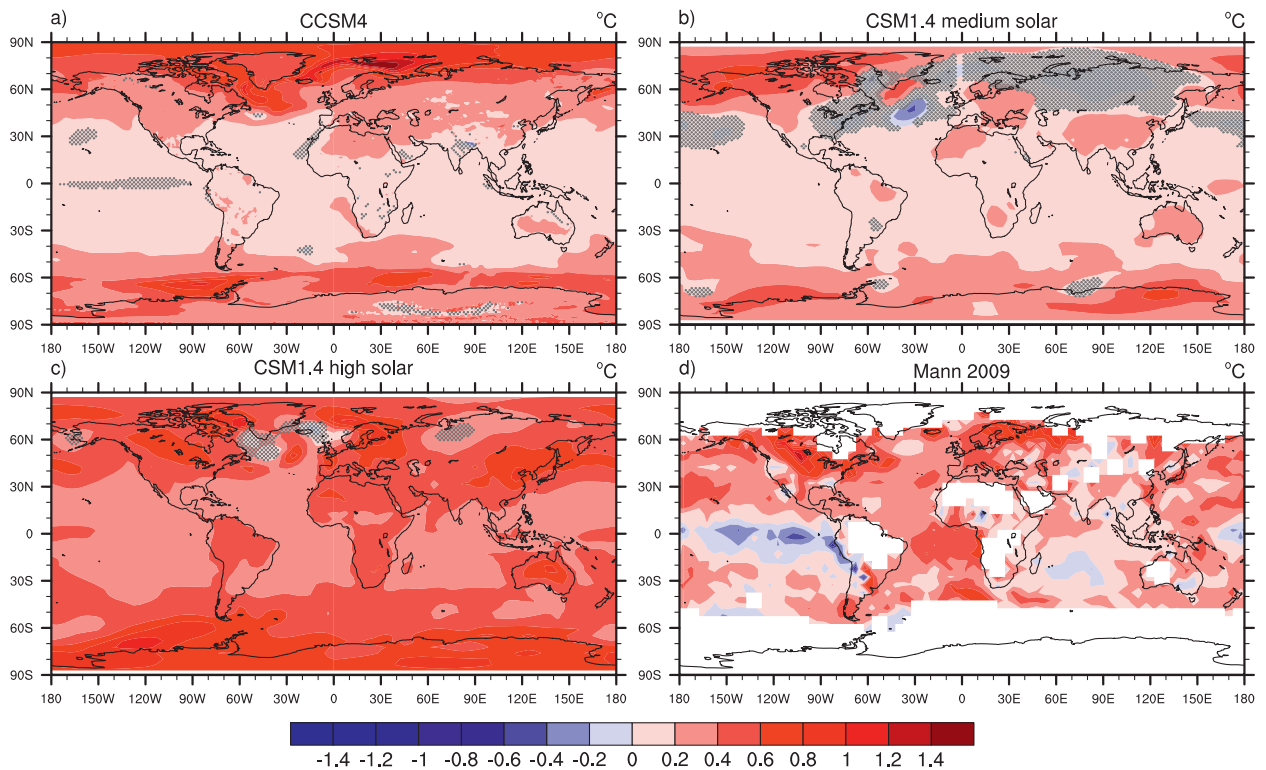 a) CCSM4 °C
b) CSM1.4 medium solar °C
90N
60N
30N
0
30S
60S
90S
180 150W 120W 90W 60W 30W 0 30E 60E 90E 120E 150E 180
90N
60N
30N
0
30S
60S
90S
180 150W 120W 90W 60W 30W 0 30E 60E 90E 120E 150E 180
c) CSM1.4 high solar °C
d) Mann 2009 °C
90N
60N
30N
0
30S
60S
90S
180 150W 120W 90W 60W 30W 0 30E 60E 90E 120E 150E 180
90N
60N
30N
0
30S
60S
90S
180 150W 120W 90W 60W 30W 0 30E 60E 90E 120E 150E 180
-1.4 -1.2 -1 -0.8 -0.6 -0.4 -0.2 0 0.2 0.4 0.6 0.8 1 1.2 1.4